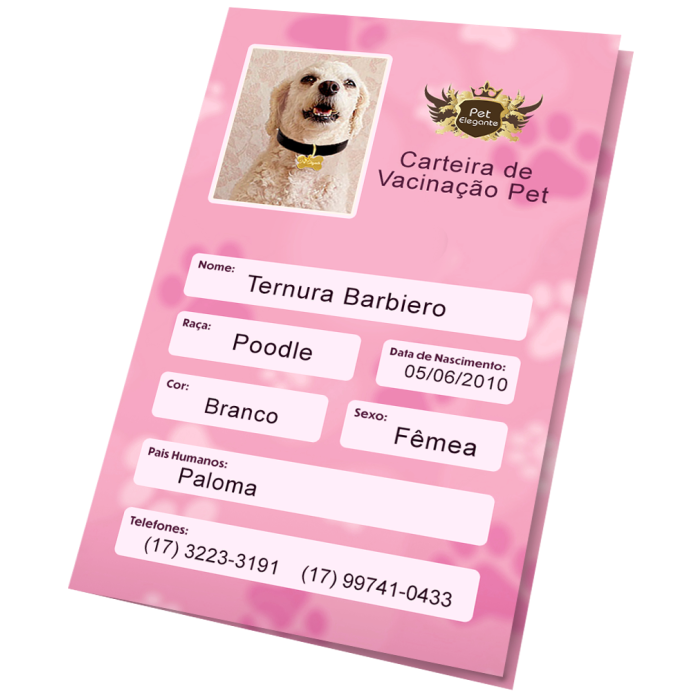 Pet
Elegante
Carteira de
Vacinação Pet
Nome:
Ternura Barbiero
Raça:
Poodle
Data de Nascimento:
05/06/2010
Cor:
Branco
Sexo:
Fêmea
Pais Humanos:
Paloma
Telefones:
(17) 3223-3191 (17) 99741-0433